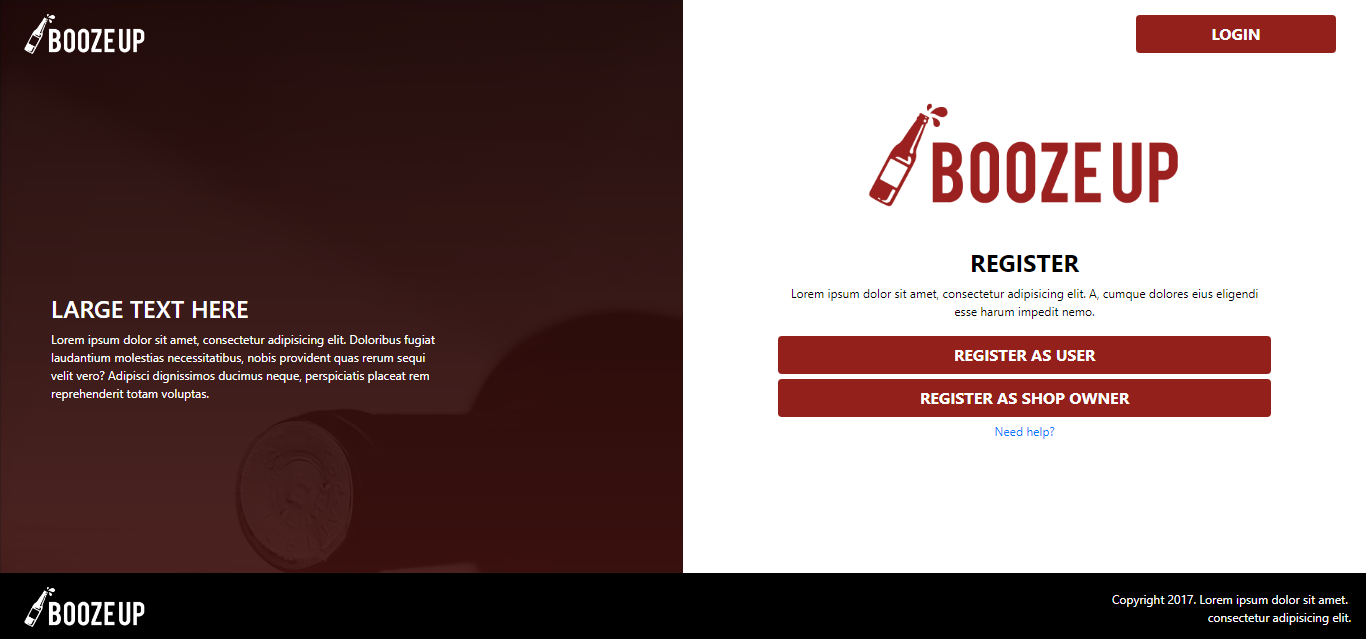 BOOZE UP
LOGIN
BOOZE UP
REGISTER
Lorem ipsum dolor sit amet, consectetur adipisicing elit. A, cumque dolores eius eligendi
esse harum impedit nemo.
REGISTER AS USER
REGISTER AS SHOP OWNER
Need help?
LARGE TEXT HERE
Lorem ipsum dolor sit amet, consectetur adipisicing elit. Doloribus fugiat
laudantium molestias necessitatibus, nobis provident quas rerum sequi
velit vero? Adipisci dignissimos ducimus neque, perspiciatis placeat rem
reprehenderit totam voluptas.
BOOZE UP
Copyright 2017. Lorem ipsum dolor sit amet.
consectetur adipisicing elit.